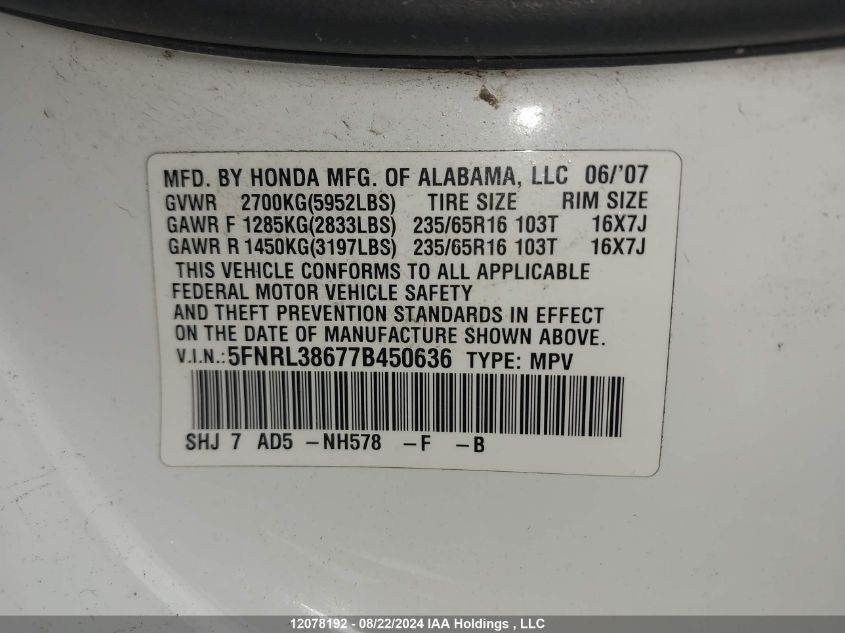 MFD. BY HONDA MFG. OF ALABAMA, LLC 06/'07
GVWR 2700KG(5952LBS) TIRE SIZE RIM SIZE
GAWR F 1285KG(2833LBS) 235/65R16 103T 16X7J
GAWR R 1450KG(3197LBS) 235/65R16 103T 16X7J
THIS VEHICLE CONFORMS TO ALL APPLICABLE
FEDERAL MOTOR VEHICLE SAFETY
AND THEFT PREVENTION STANDARDS IN EFFECT
ON THE DATE OF MANUFACTURE SHOWN ABOVE.
V.I.N.:5FNRL38677B450636 TYPE: MPV
SHJ 7 AD5 -NH578 -F -B
12078192 - 08/22/2024 IAA Holdings , LLC